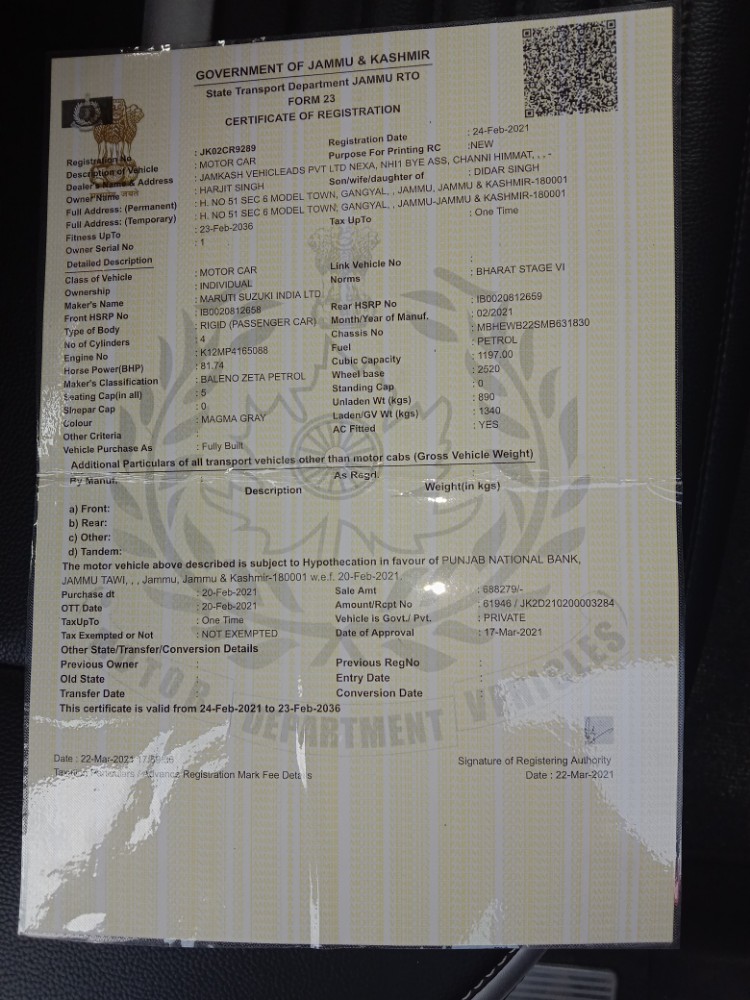 GOVERNMENT OF JAMMU & KASHMIR
State Transport Department JAMMU RTO
FORM 23
CERTIFICATE OF REGISTRATION
Registration No : JK02CR9289 Registration Date : 24-Feb-2021
Description of Vehicle : MOTOR CAR Purpose For Printing RC :NEW
Dealer's Name & Address : JAMKASH VEHICLEADS PVT LTD NEXA, NHI1 BYE ASS, CHANNI HIMMAT, , , -
Owner Name : HARJIT SINGH Son/wife/daughter of : DIDAR SINGH
Full Address: (Permanent) : H. NO 51 SEC 6 MODEL TOWN, GANGYAL, , JAMMU, JAMMU & KASHMIR-180001
Full Address: (Temporary) : H. NO 51 SEC 6 MODEL TOWN, GANGYAL, , JAMMU-JAMMU & KASHMIR-180001
Fitness UpTo : 23-Feb-2036 Tax UpTo : One Time
Owner Serial No : 1
Detailed Description
Class of Vehicle : MOTOR CAR Link Vehicle No :
Ownership : INDIVIDUAL Norms : BHARAT STAGE VI
Maker's Name : MARUTI SUZUKI INDIA LTD
Front HSRP No : IB0020812658 Rear HSRP No : IB0020812659
Type of Body : RIGID (PASSENGER CAR) Month/Year of Manuf. : 02/2021
No of Cylinders : 4 Chassis No : MBHEWB22SMB631830
Engine No : K12MP4165088 Fuel : PETROL
Horse Power(BHP) : 81.74 Cubic Capacity : 1197.00
Maker's Classification : BALENO ZETA PETROL Wheel base : 2520
Seating Cap(in all) : 5 Standing Cap : 0
Sleepar Cap : 0 Unladen Wt (kgs) : 890
Colour : MAGMA GRAY Laden/GV Wt (kgs) : 1340
Other Criteria : AC Fitted : YES
Vehicle Purchase As : Fully Built
Additional Particulars of all transport vehicles other than motor cabs (Gross Vehicle Weight)
By Manuf. : As Regd. :
Description Weight(in kgs)
a) Front:
b) Rear:
c) Other:
d) Tandem:
The motor vehicle above described is subject to Hypothecation in favour of PUNJAB NATIONAL BANK,
JAMMU TAWI, , , Jammu, Jammu & Kashmir-180001 w.e.f. 20-Feb-2021.
Purchase dt : 20-Feb-2021 Sale Amt : 688279/-
OTT Date : 20-Feb-2021 Amount/Rcpt No : 61946 / JK2D210200003284
TaxUpTo : One Time Vehicle is Govt./ Pvt. : PRIVATE
Tax Exempted or Not : NOT EXEMPTED Date of Approval : 17-Mar-2021
Other State/Transfer/Conversion Details
Previous Owner : Previous RegNo :
Old State : Entry Date :
Transfer Date : Conversion Date :
This certificate is valid from 24-Feb-2021 to 23-Feb-2036
DEPARTMENT VEHICLES
Date : 22-Mar-2021 Signature of Registering Authority
Particulars / Advance Registration Mark Fee Details Date : 22-Mar-2021